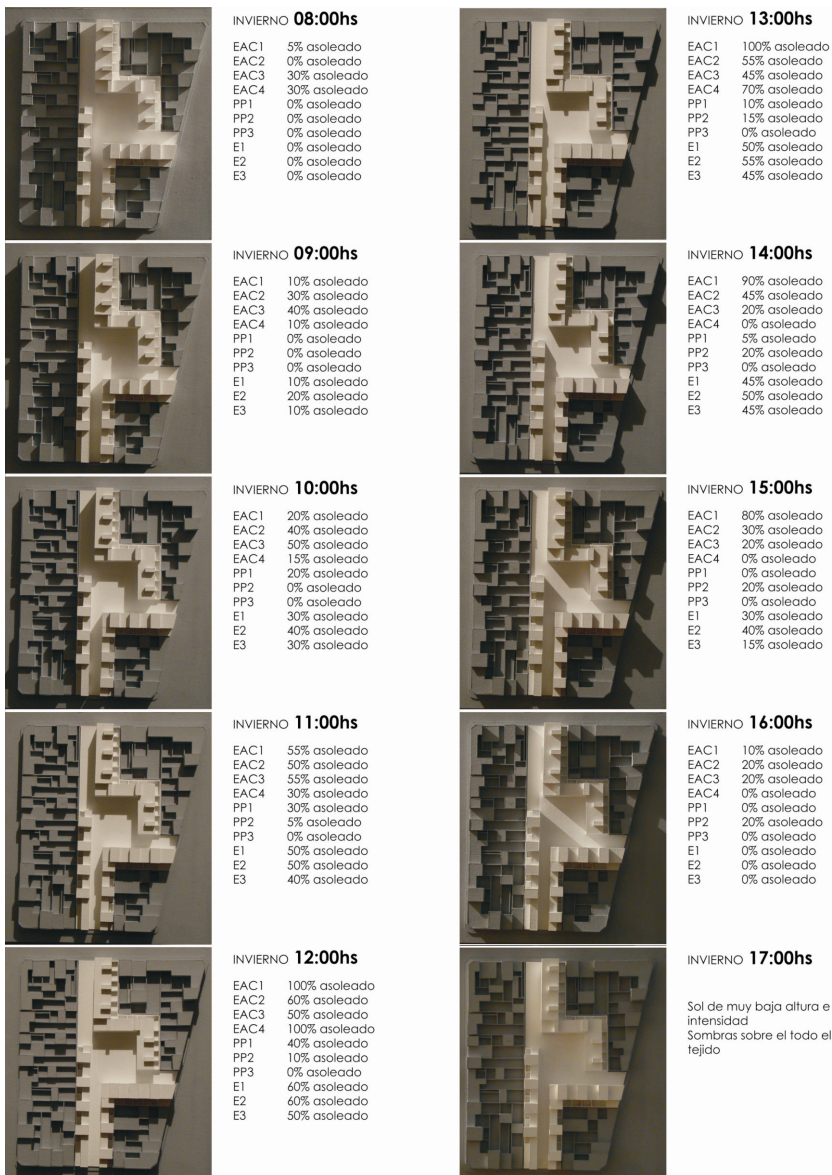 INVIERNO 08:00hs
EAC1 5% asoleado
EAC2 0% asoleado
EAC3 30% asoleado
EAC4 30% asoleado
PP1 0% asoleado
PP2 0% asoleado
PP3 0% asoleado
E1 0% asoleado
E2 0% asoleado
E3 0% asoleado
INVIERNO 09:00hs
EAC1 10% asoleado
EAC2 30% asoleado
EAC3 40% asoleado
EAC4 10% asoleado
PP1 0% asoleado
PP2 0% asoleado
PP3 0% asoleado
E1 10% asoleado
E2 20% asoleado
E3 10% asoleado
INVIERNO 10:00hs
EAC1 20% asoleado
EAC2 40% asoleado
EAC3 50% asoleado
EAC4 15% asoleado
PP1 20% asoleado
PP2 0% asoleado
PP3 0% asoleado
E1 30% asoleado
E2 40% asoleado
E3 30% asoleado
INVIERNO 11:00hs
EAC1 55% asoleado
EAC2 50% asoleado
EAC3 55% asoleado
EAC4 30% asoleado
PP1 30% asoleado
PP2 5% asoleado
PP3 0% asoleado
E1 50% asoleado
E2 50% asoleado
E3 40% asoleado
INVIERNO 12:00hs
EAC1 100% asoleado
EAC2 60% asoleado
EAC3 50% asoleado
EAC4 100% asoleado
PP1 40% asoleado
PP2 10% asoleado
PP3 0% asoleado
E1 60% asoleado
E2 60% asoleado
E3 50% asoleado
INVIERNO 13:00hs
EAC1 100% asoleado
EAC2 55% asoleado
EAC3 45% asoleado
EAC4 70% asoleado
PP1 10% asoleado
PP2 15% asoleado
PP3 0% asoleado
E1 50% asoleado
E2 55% asoleado
E3 45% asoleado
INVIERNO 14:00hs
EAC1 90% asoleado
EAC2 45% asoleado
EAC3 20% asoleado
EAC4 0% asoleado
PP1 5% asoleado
PP2 20% asoleado
PP3 0% asoleado
E1 45% asoleado
E2 50% asoleado
E3 45% asoleado
INVIERNO 15:00hs
EAC1 80% asoleado
EAC2 30% asoleado
EAC3 20% asoleado
EAC4 0% asoleado
PP1 0% asoleado
PP2 20% asoleado
PP3 0% asoleado
E1 30% asoleado
E2 40% asoleado
E3 15% asoleado
INVIERNO 16:00hs
EAC1 10% asoleado
EAC2 20% asoleado
EAC3 20% asoleado
EAC4 0% asoleado
PP1 0% asoleado
PP2 20% asoleado
PP3 0% asoleado
E1 0% asoleado
E2 0% asoleado
E3 0% asoleado
INVIERNO 17:00hs
Sol de muy baja altura e
intensidad
Sombras sobre el todo el
tejido